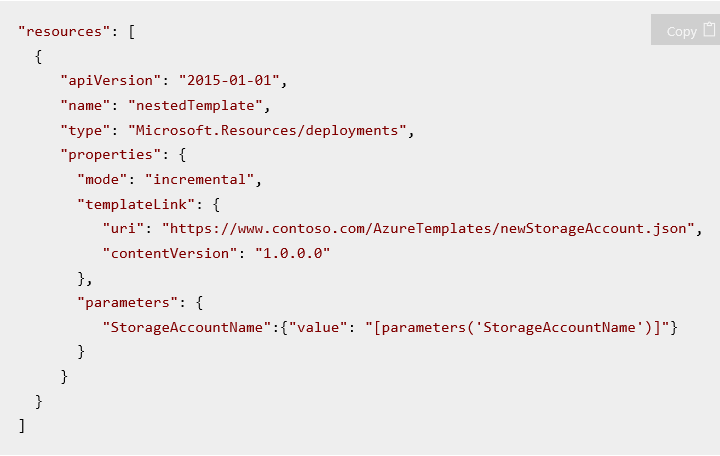 "resources": [
Copy
{
"apiVersion": "2015-01-01",
"name": "nestedTemplate",
"type": "Microsoft.Resources/deployments",
"properties": {
"mode": "incremental",
"templateLink": {
"uri": "https://www.contoso.com/AzureTemplates/newStorageAccount.json",
"contentVersion": "1.0.0.0"
},
"parameters": {
"StorageAccountName":{"value": "[parameters('StorageAccountName')]"}
}
}
}
]